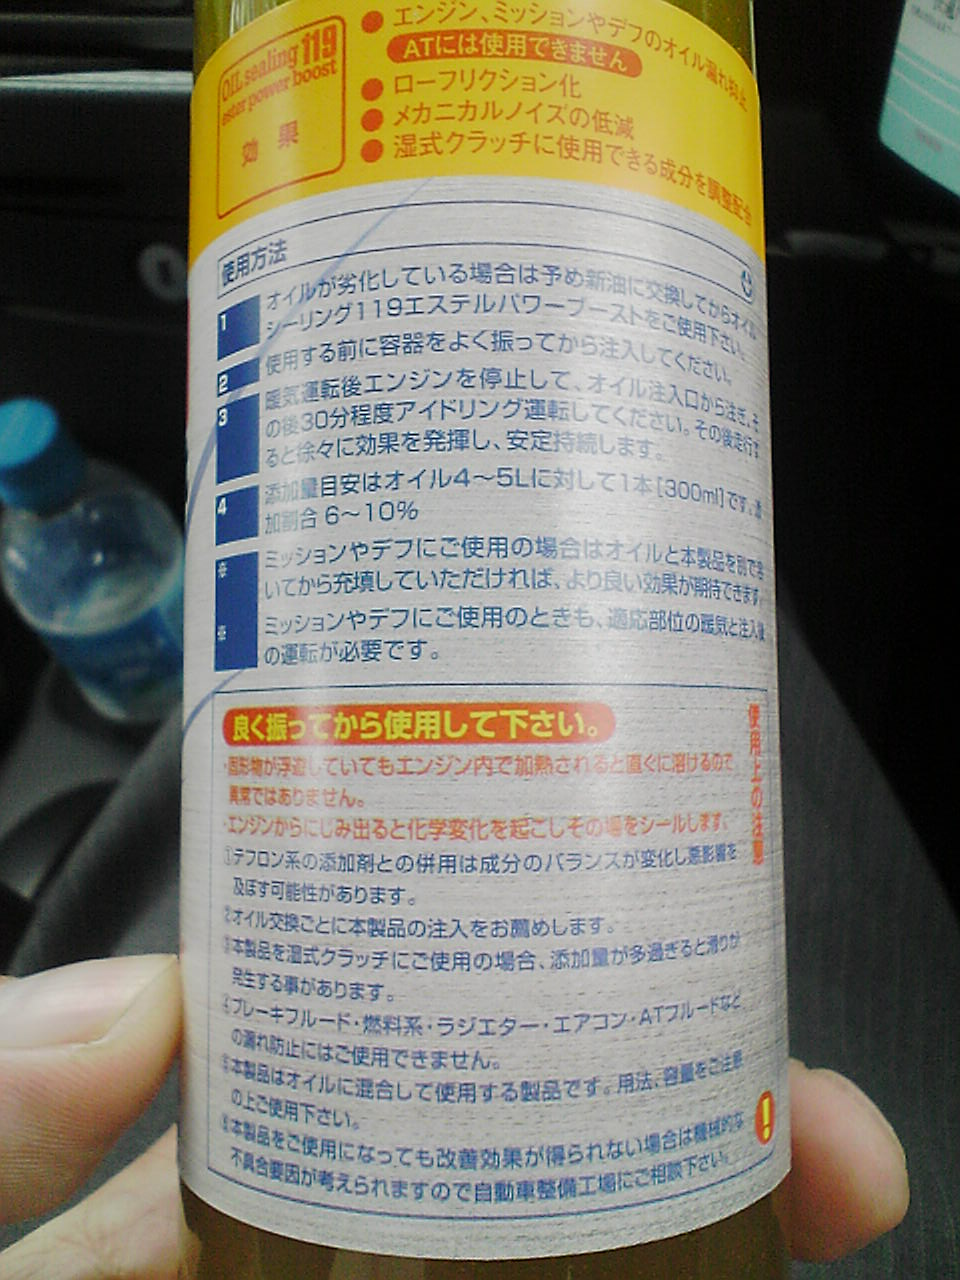 OIL sealing 119
ester power boost
効果
●エンジン、ミッションやデフのオイル漏れ抑止
ATには使用できません
●ローフリクション化
●メカニカルノイズの低減
●湿式クラッチに使用できる成分を調整配合
使用方法
1 オイルが劣化している場合は予め新油に交換してからオイル
シーリング119エステルパワーブーストをご使用下さい。
2 使用する前に容器をよく振ってから注入してください。
3 暖気運転後エンジンを停止して、オイル注入口から注ぎ、そ
の後30分程度アイドリング運転してください。その後走行す
ると徐々に効果を発揮し、安定持続します。
4 添加量目安はオイル4〜5Lに対して1本[300ml]です。添
加割合 6〜10%
※ ミッションやデフにご使用の場合はオイルと本製品を別で
いてから充填していただければ、より良い効果が期待できます
※ ミッションやデフにご使用のときも、適応部位の暖気と注入後
の運転が必要です。
使用上の注意
良く振ってから使用して下さい。
・固形物が浮遊していてもエンジン内で加熱されると直ぐに溶けるので
異常ではありません。
・エンジンからにじみ出ると化学変化を起こしその場をシールします。
①テフロン系の添加剤との併用は成分のバランスが変化し悪影響を
及ぼす可能性があります。
②オイル交換ごとに本製品の注入をお薦めします。
③本製品を湿式クラッチにご使用の場合、添加量が多過ぎると滑りが
発生する事があります。
④ブレーキフルード・燃料系・ラジエター・エアコン・ATフルードなど
の漏れ防止にはご使用できません。
⑤本製品はオイルに混合して使用する製品です。用法、容量をご注意
の上ご使用下さい。
⑥本製品をご使用になっても改善効果が得られない場合は機械的な
不具合要因が考えられますので自動車整備工場にご相談下さい。
!